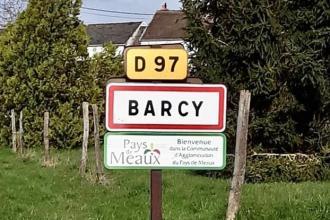 D 97
BARCY
Pays
de
Meaux
Bienvenue
dans la Communauté
d'Agglomération
du Pays de Meaux